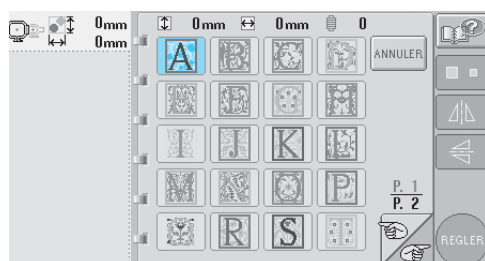 0mm 0mm 0mm 0
0mm
ANNULER
A B C
E H
I J K L
M N O P
R S T
P. 1
P. 2
REGLER